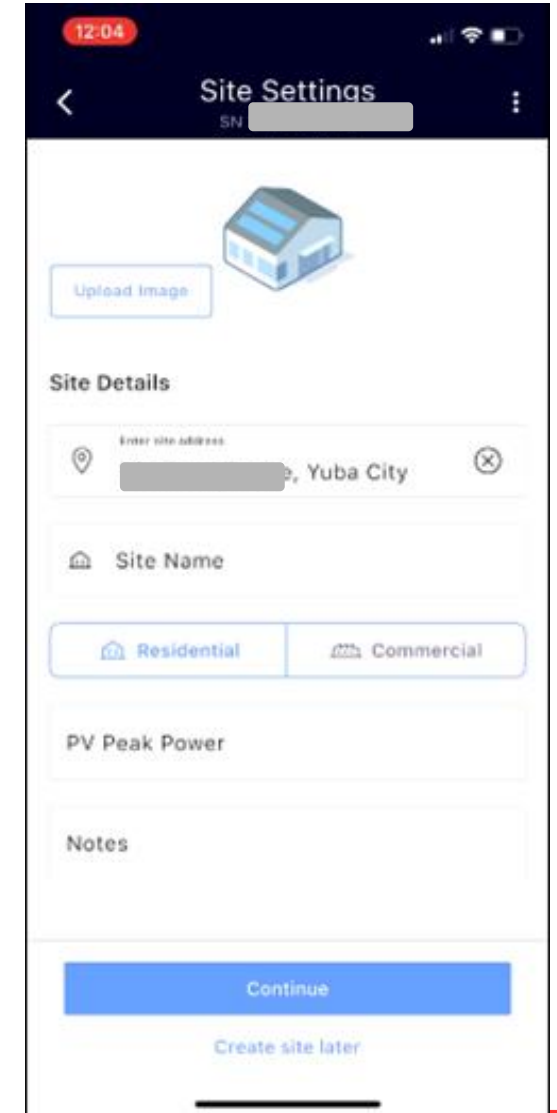 12:04
Site Settings
SN
Upload Image
Site Details
Enter site address
e, Yuba City
Site Name
Residential
Commercial
PV Peak Power
Notes
Continue
Create site later